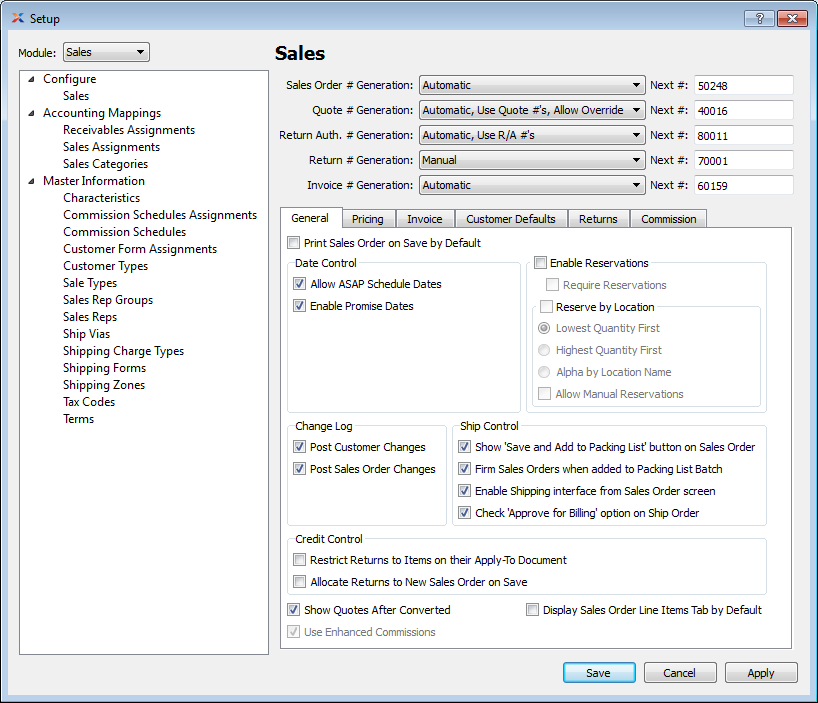 Setup
Module: Sales
Configure
Sales
Accounting Mappings
Receivables Assignments
Sales Assignments
Sales Categories
Master Information
Characteristics
Commission Schedules Assignments
Commission Schedules
Customer Form Assignments
Customer Types
Sale Types
Sales Rep Groups
Sales Reps
Ship Vias
Shipping Charge Types
Shipping Forms
Shipping Zones
Tax Codes
Terms
Sales
Sales Order # Generation: Automatic Next #: 50248
Quote # Generation: Automatic, Use Quote #'s, Allow Override Next #: 40016
Return Auth. # Generation: Automatic, Use R/A #'s Next #: 80011
Return # Generation: Manual Next #: 70001
Invoice # Generation: Automatic Next #: 60159
General Pricing Invoice Customer Defaults Returns Commission
Print Sales Order on Save by Default
Date Control
Allow ASAP Schedule Dates
Enable Promise Dates
Enable Reservations
Require Reservations
Reserve by Location
Lowest Quantity First
Highest Quantity First
Alpha by Location Name
Allow Manual Reservations
Change Log
Post Customer Changes
Post Sales Order Changes
Ship Control
Show 'Save and Add to Packing List' button on Sales Order
Firm Sales Orders when added to Packing List Batch
Enable Shipping interface from Sales Order screen
Check 'Approve for Billing' option on Ship Order
Credit Control
Restrict Returns to Items on their Apply-To Document
Allocate Returns to New Sales Order on Save
Show Quotes After Converted Display Sales Order Line Items Tab by Default
Use Enhanced Commissions
Save Cancel Apply